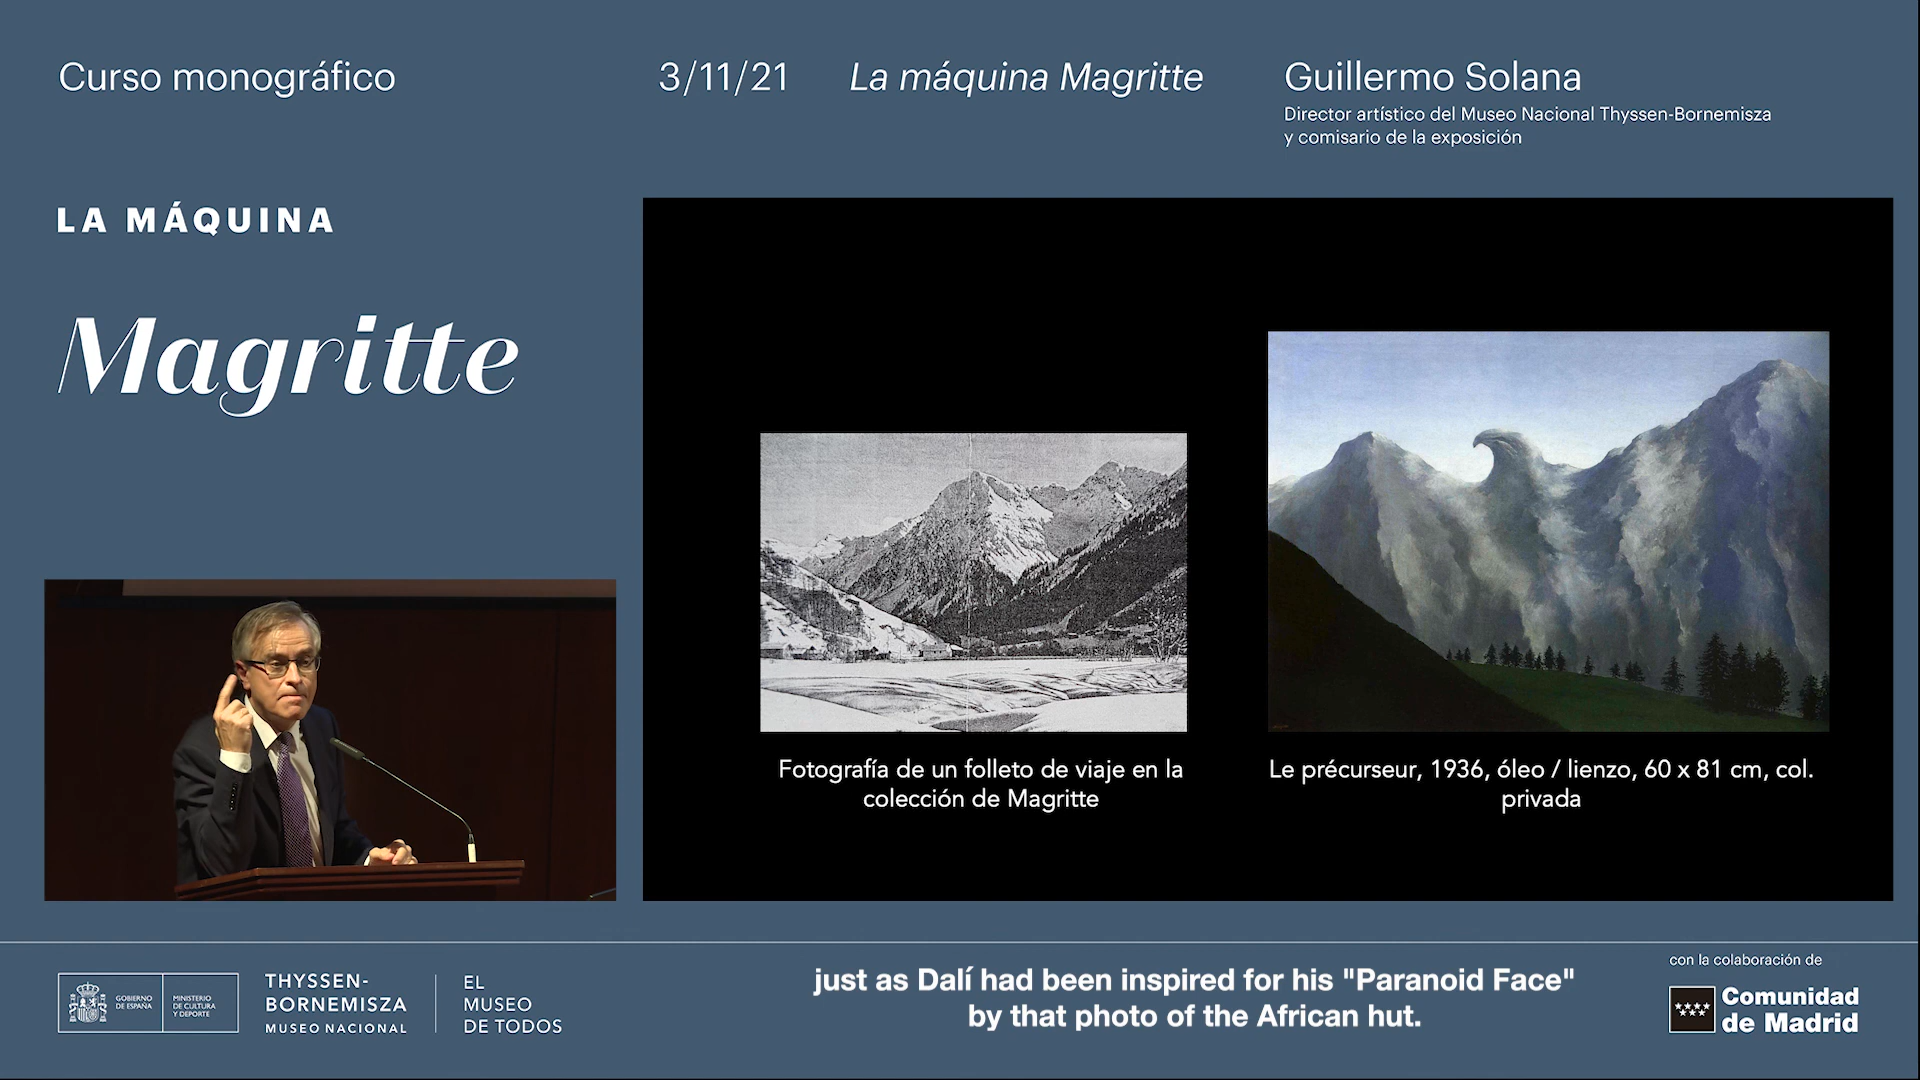 Curso monográfico
3/11/21
La máquina Magritte
Guillermo Solana
Director artístico del Museo Nacional Thyssen-Bornemisza
y comisario de la exposición
LA MÁQUINA
Magritte
Fotografía de un folleto de viaje en la
colección de Magritte
Le précurseur, 1936, óleo / lienzo, 60 x 81 cm, col.
privada
GOBIERNO
DE ESPAÑA
MINISTERIO
DE CULTURA
Y DEPORTE
THYSSEN-
BORNEMISZA
MUSEO NACIONAL
EL
MUSEO
DE TODOS
just as Dalí had been inspired for his "Paranoid Face"
by that photo of the African hut.
con la colaboración de
Comunidad
de Madrid